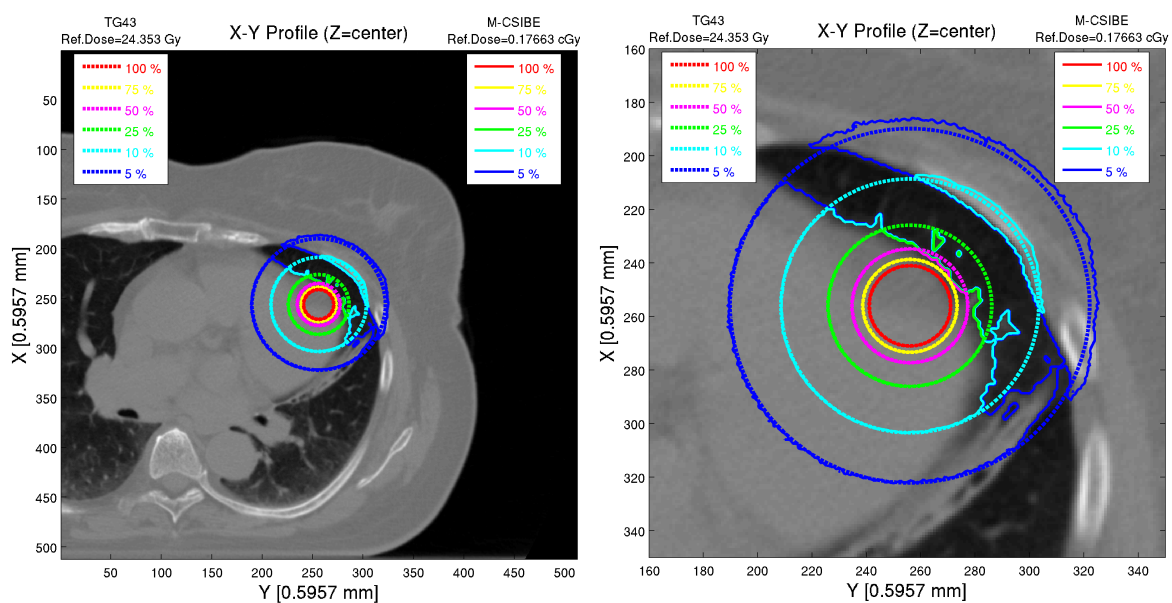 TG43
Ref.Dose=24.353 Gy
X-Y Profile (Z=center)
M-CSIBE
Ref.Dose=0.17663 cGy
100 %
75 %
50 %
25 %
10 %
5 %
100 %
75 %
50 %
25 %
10 %
5 %
50
100
150
200
250
300
350
400
450
500
X [0.5957 mm]
50 100 150 200 250 300 350 400 450 500
Y [0.5957 mm]
TG43
Ref.Dose=24.353 Gy
X-Y Profile (Z=center)
M-CSIBE
Ref.Dose=0.17663 cGy
100 %
75 %
50 %
25 %
10 %
5 %
100 %
75 %
50 %
25 %
10 %
5 %
160
180
200
220
240
260
280
300
320
340
X [0.5957 mm]
160 180 200 220 240 260 280 300 320 340
Y [0.5957 mm]